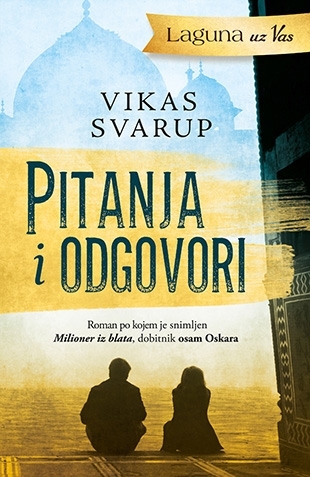 Laguna uz Vas
VIKAS
SVARUP
PITANJA
i ODGOVORI
Roman po kojem je snimljen
Milioner iz blata, dobitnik osam Oskara